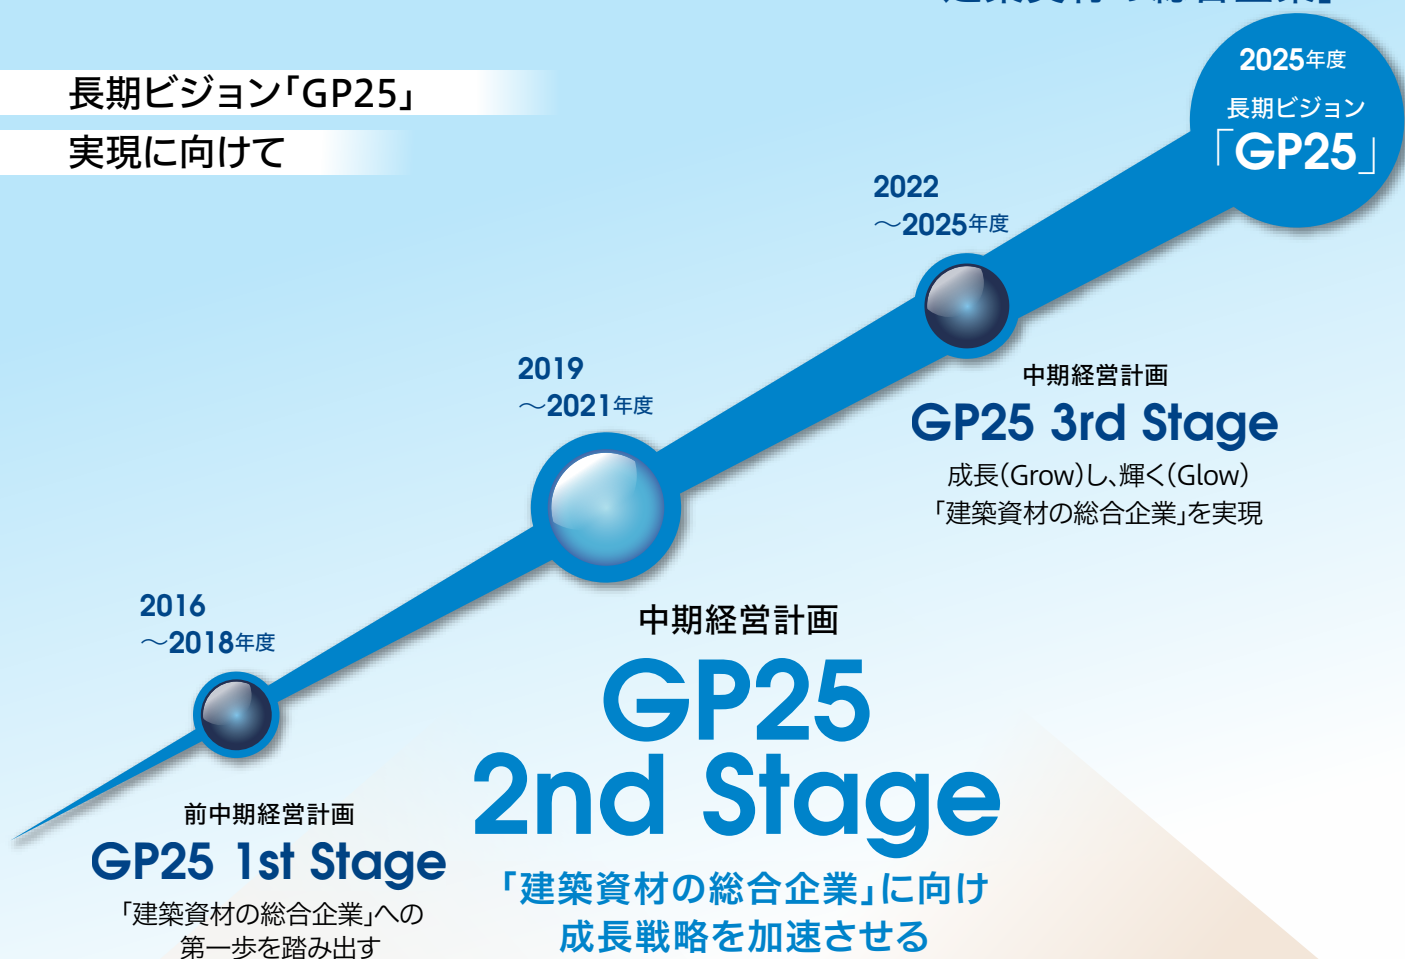 長期ビジョン「GP25」
実現に向けて
2025年度
長期ビジョン
「GP25」
2022
～2025年度
中期経営計画
GP25 3rd Stage
成長(Grow)し、輝く(Glow)
「建築資材の総合企業」を実現
2019
～2021年度
中期経営計画
GP25
2nd Stage
「建築資材の総合企業」に向け
成長戦略を加速させる
2016
～2018年度
前中期経営計画
GP25 1st Stage
「建築資材の総合企業」への
第一歩を踏み出す